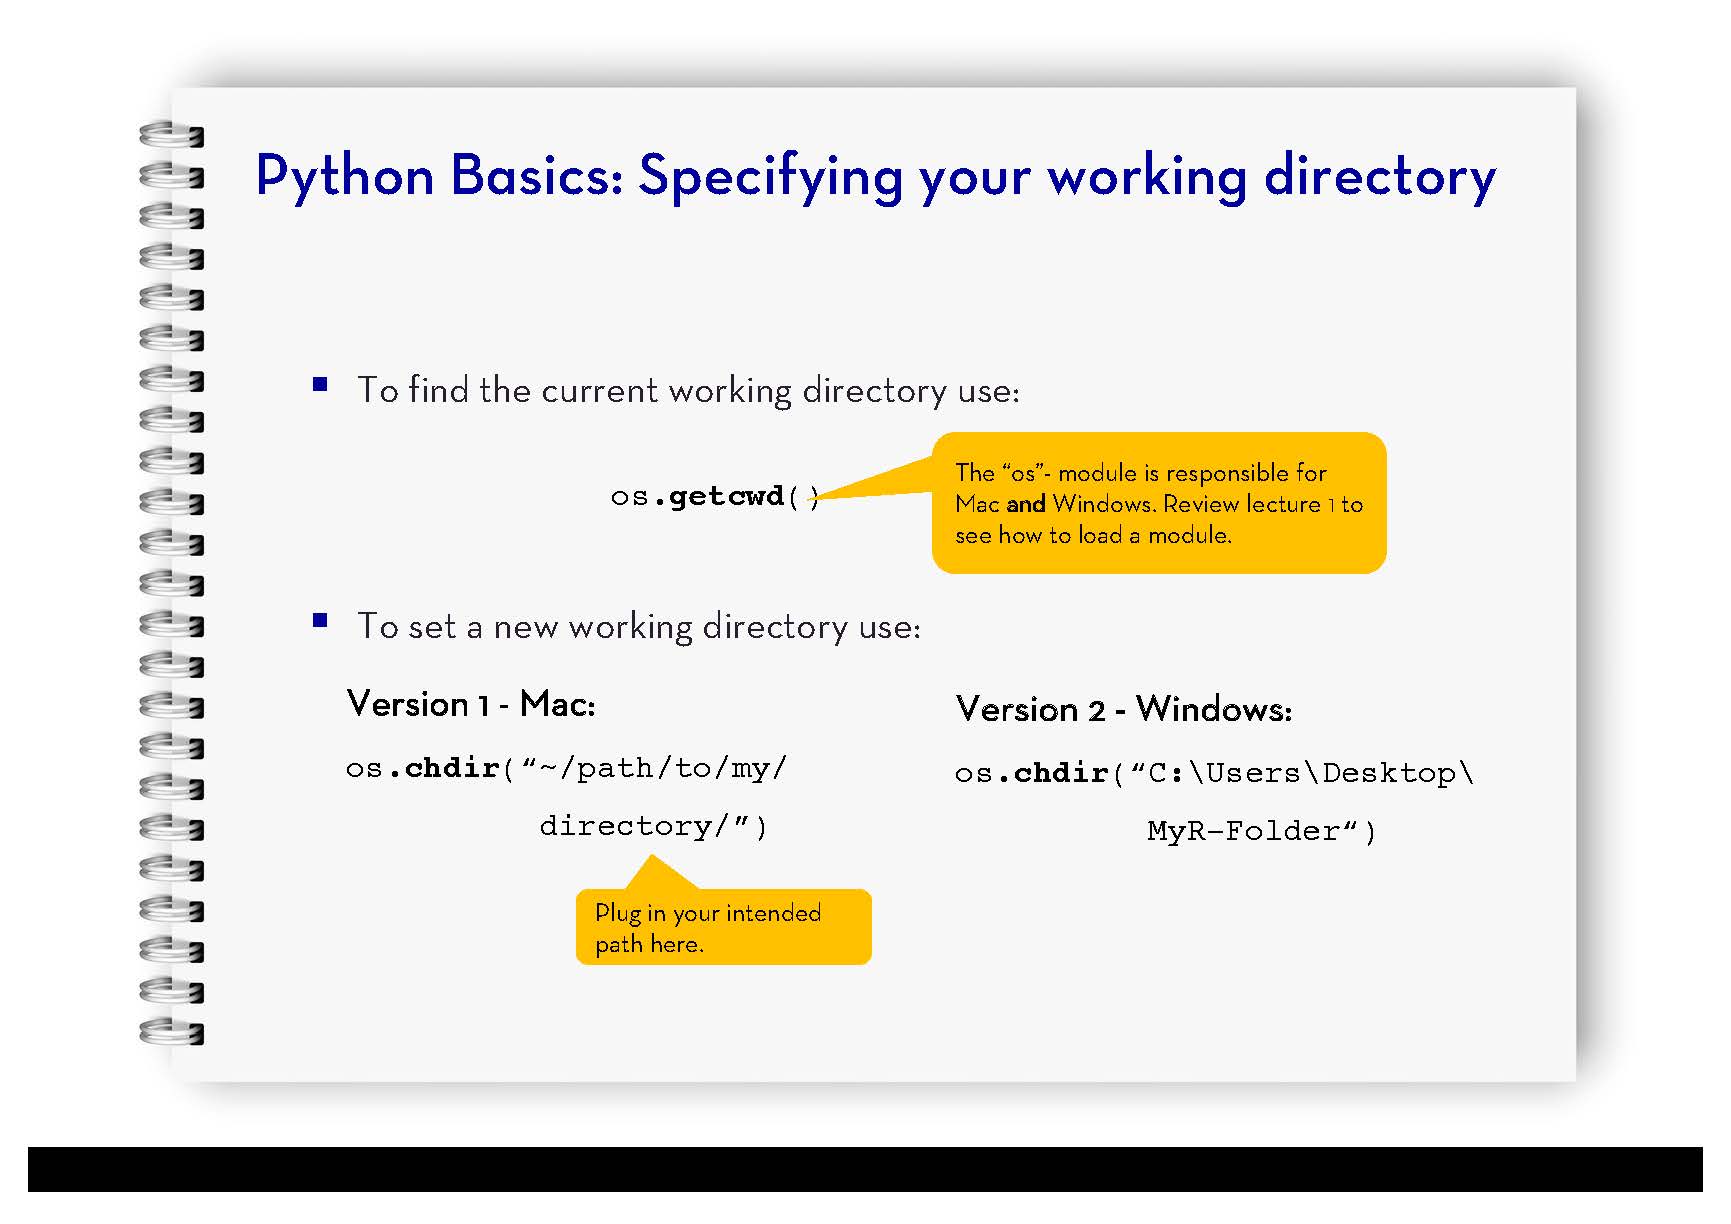 Python Basics: Specifying your working directory
▪ To find the current working directory use:
os.getcwd()
The “os”- module is responsible for
Mac and Windows. Review lecture 1 to
see how to load a module.
▪ To set a new working directory use:
Version 1 - Mac:
os.chdir(“~/path/to/my/
directory/”)
Plug in your intended
path here.
Version 2 - Windows:
os.chdir(“C:\Users\Desktop\
MyR-Folder“)